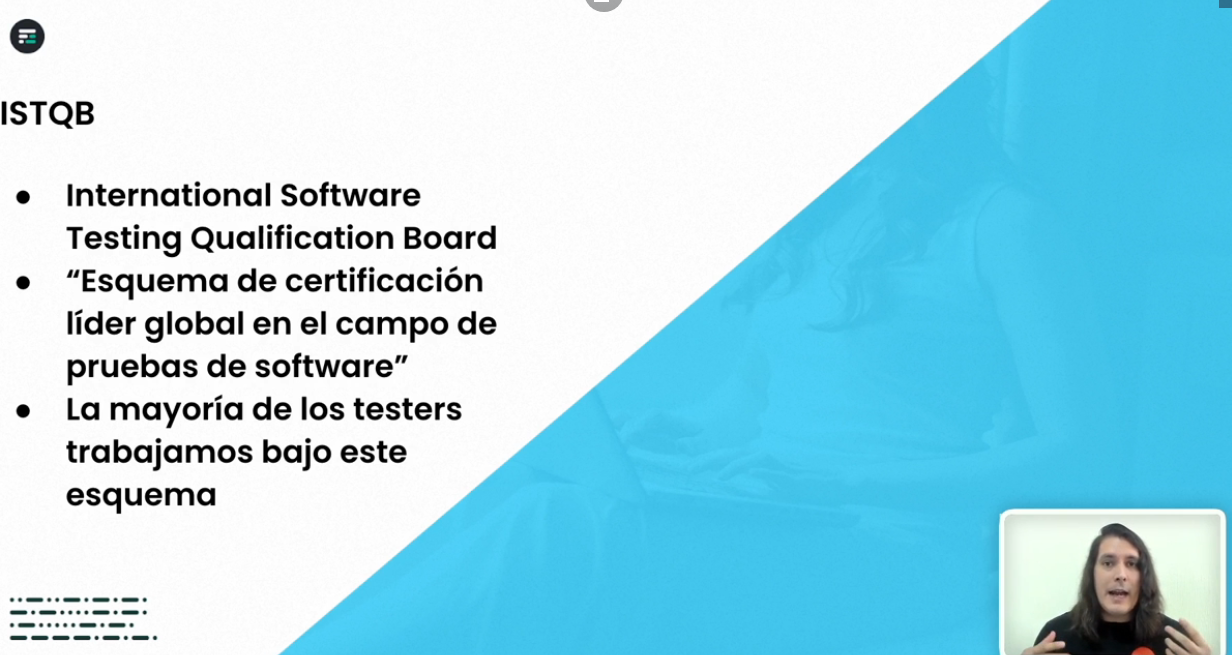 ISTQB
● International Software
Testing Qualification Board
● “Esquema de certificación
líder global en el campo de
pruebas de software”
● La mayoría de los testers
trabajamos bajo este
esquema